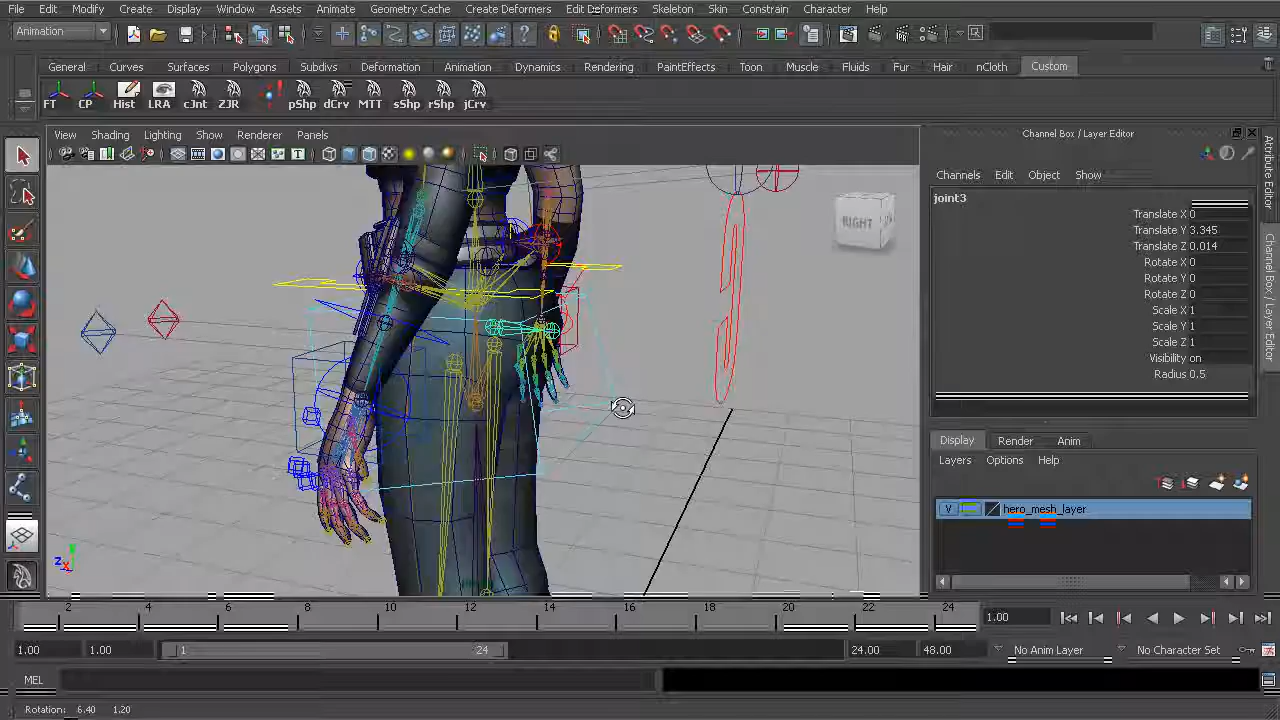 File Edit Modify Create Display Window Assets Animate Geometry Cache Create Deformers Edit Deformers Skeleton Skin Constrain Character Help
Animation
General Curves Surfaces Polygons Subdivs Deformation Animation Dynamics Rendering PaintEffects Toon Muscle Fluids Fur Hair nCloth Custom
FT CP Hist LRA cJnt ZJR pShp dCrv MTT sShp rShp jCrv
View Shading Lighting Show Renderer Panels
Channel Box / Layer Editor
Channels Edit Object Show
joint3
Translate X 0
Translate Y 3.345
Translate Z 0.014
Rotate X 0
Rotate Y 0
Rotate Z 0
Scale X 1
Scale Y 1
Scale Z 1
Visibility on
Radius 0.5
RIGHT
Attribute Editor
Channel Box / Layer Editor
Display Render Anim
Layers Options Help
V hero_mesh_layer
2 4 6 8 10 12 14 16 18 20 22 24
1.00
1.00 1.00 1 24 24.00 48.00 No Anim Layer No Character Set
MEL
Rotation: 6.40 1.20